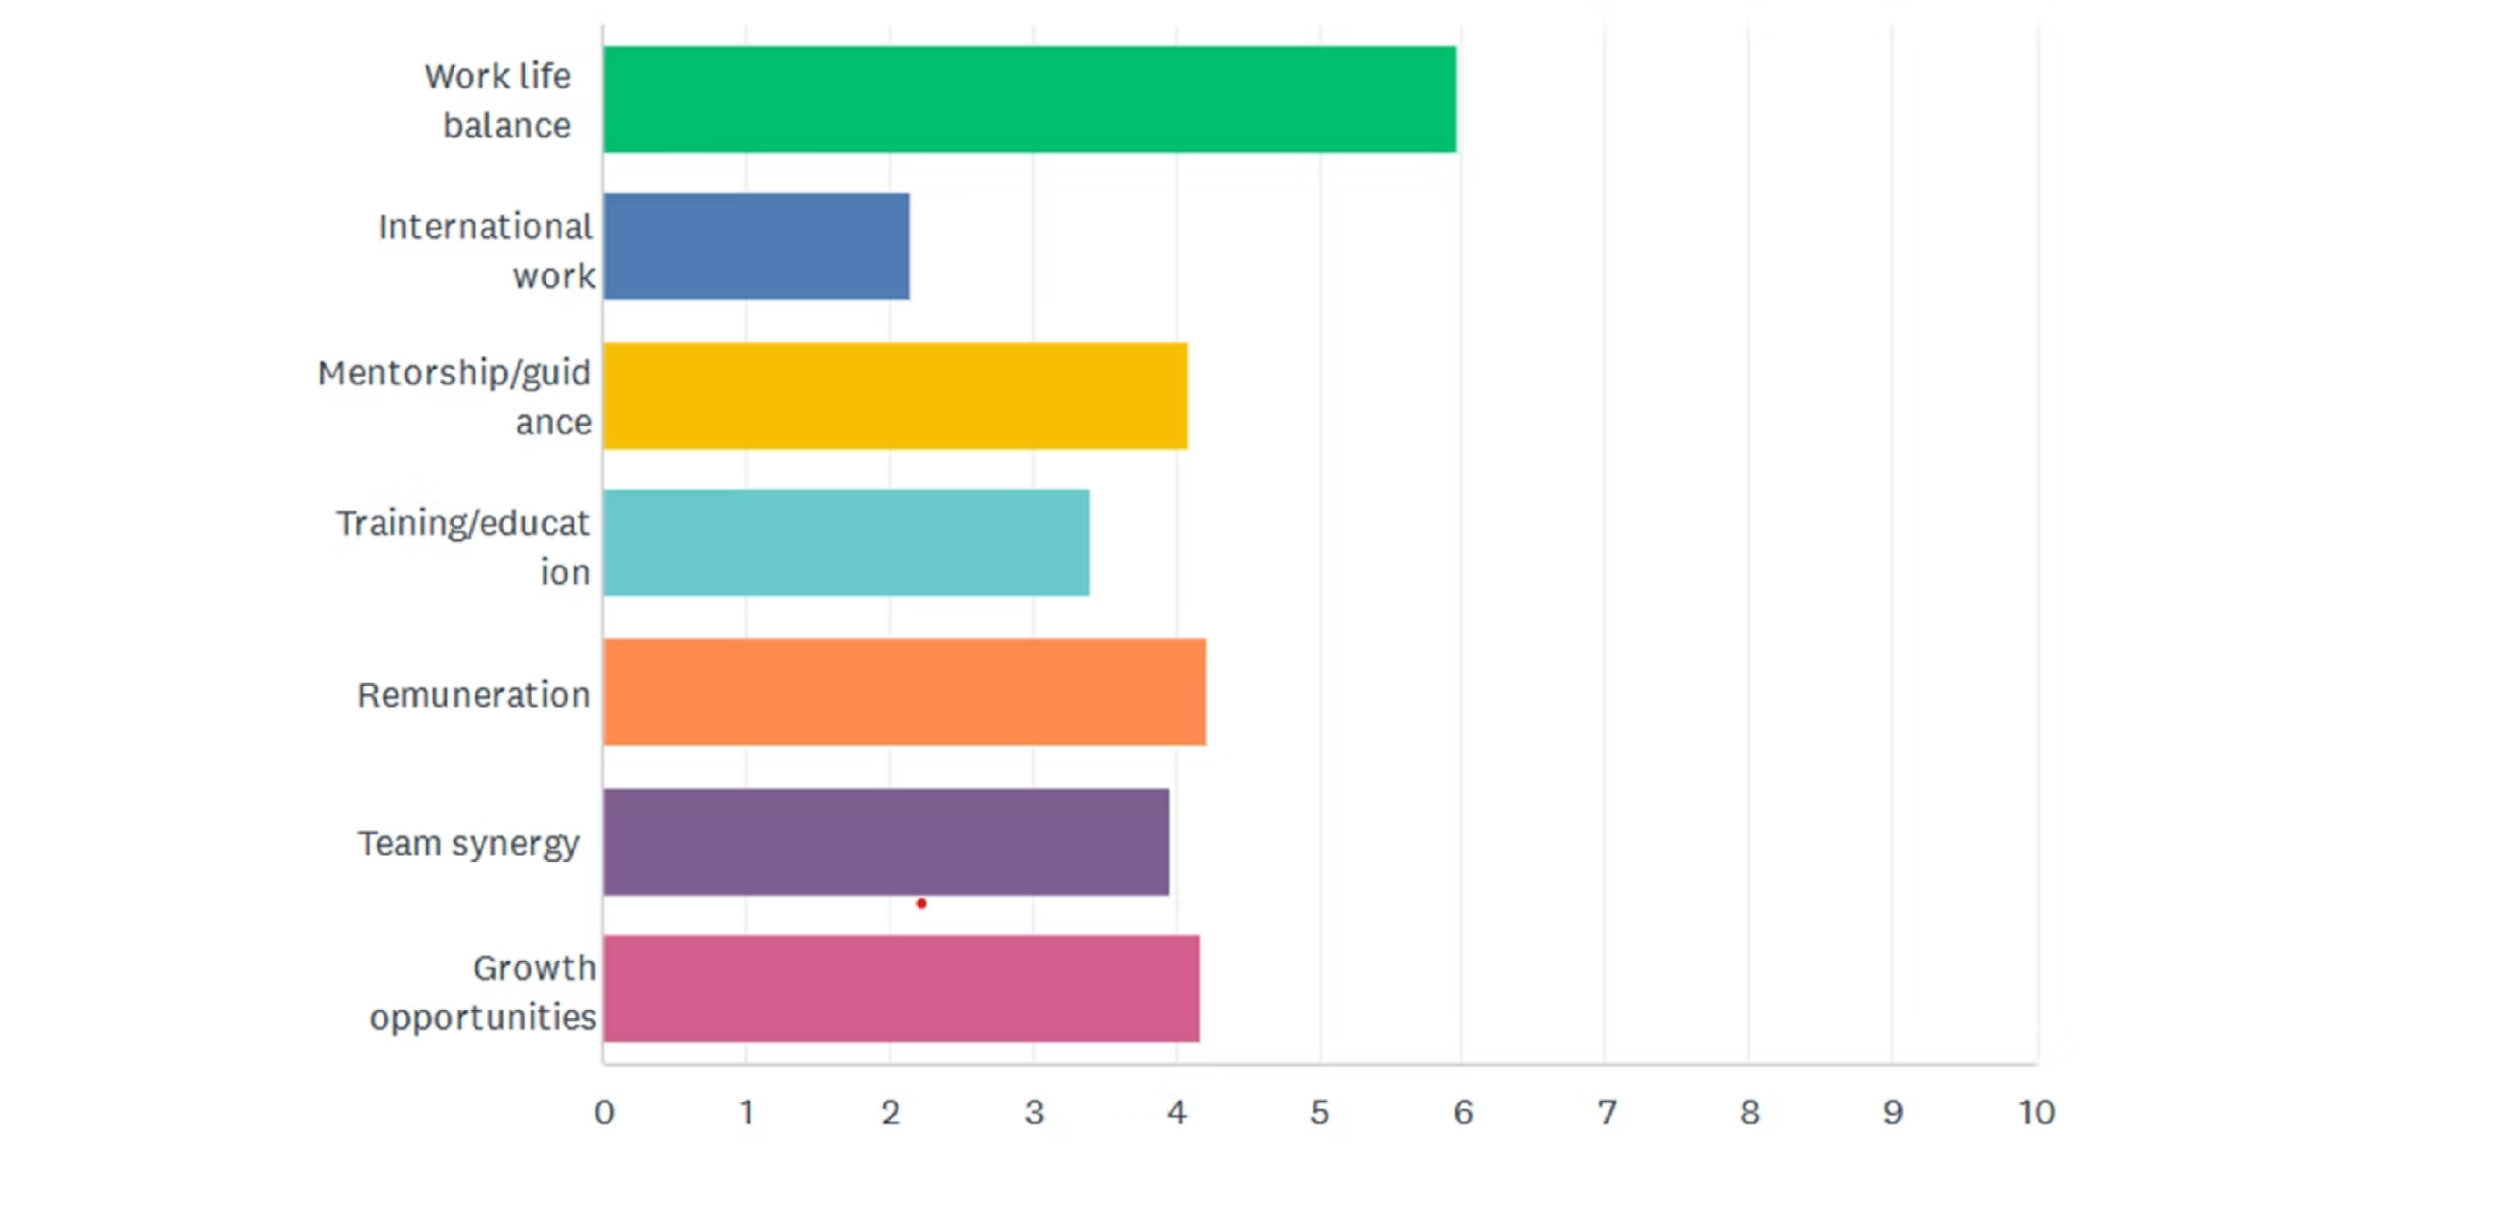 Work life
balance
International
work
Mentorship/guid
ance
Training/educat
ion
Remuneration
Team synergy
Growth
opportunities
0 1 2 3 4 5 6 7 8 9 10